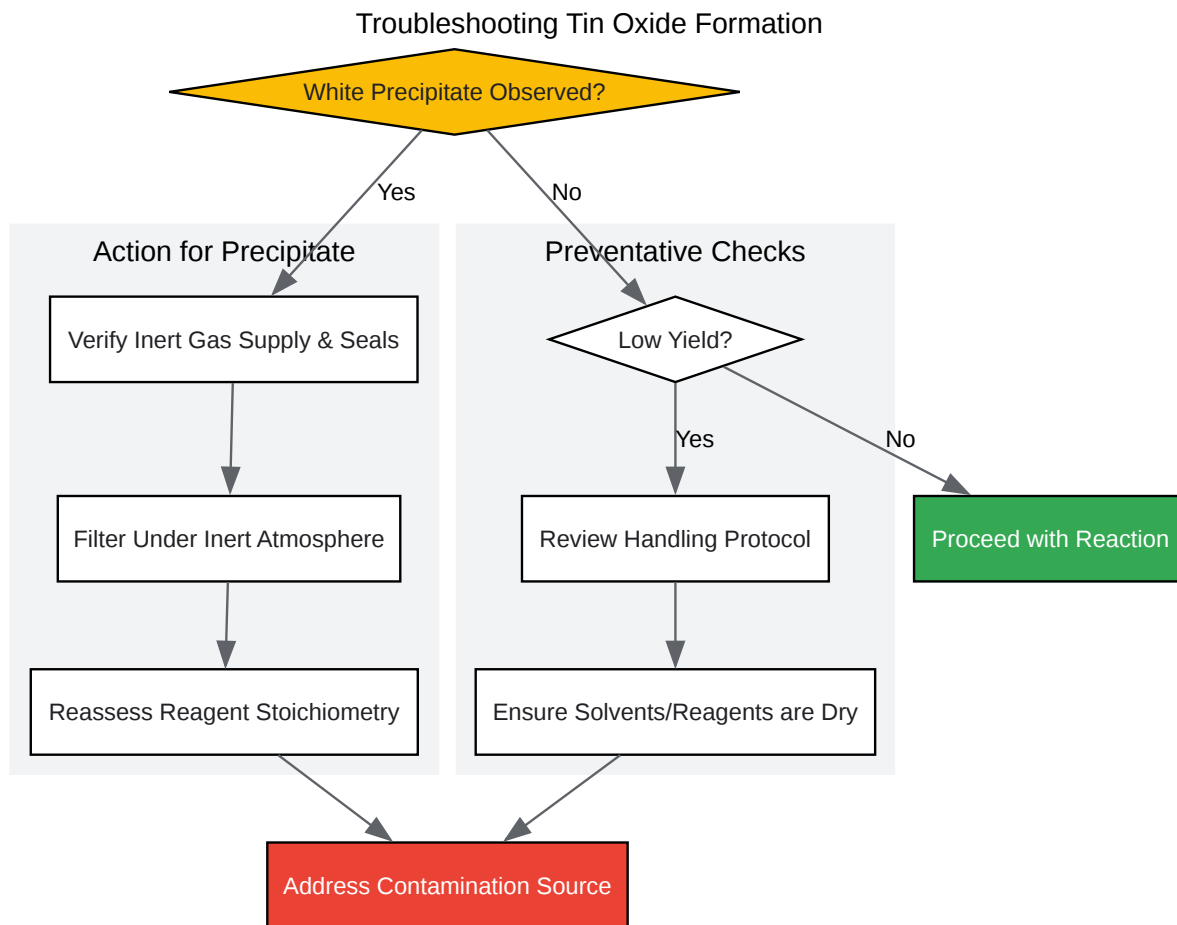 Troubleshooting Tin Oxide Formation
White Precipitate Observed?
Yes
No
Action for Precipitate
Preventative Checks
Verify Inert Gas Supply & Seals
Low Yield?
Yes
No
Filter Under Inert Atmosphere
Review Handling Protocol
Proceed with Reaction
Reassess Reagent Stoichiometry
Ensure Solvents/Reagents are Dry
Address Contamination Source